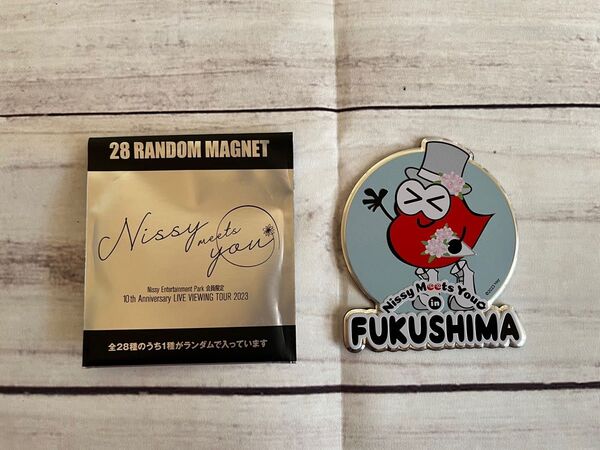 28 RANDOM MAGNET
Nissy meets you
Nissy Entertainment Park 会員限定
10th Anniversary LIVE VIEWING TOUR 2023
全28種のうち1種がランダムで入っています
Nissy Meets You
in
FUKUSHIMA